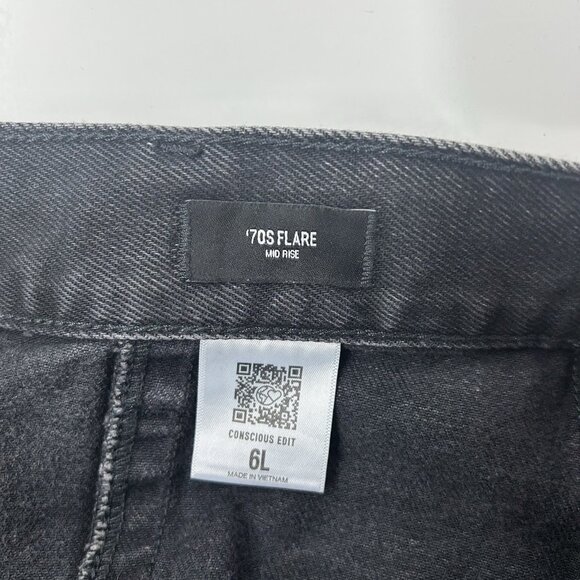 '70S FLARE
MID RISE
CONSCIOUS EDIT
6L
MADE IN VIETNAM